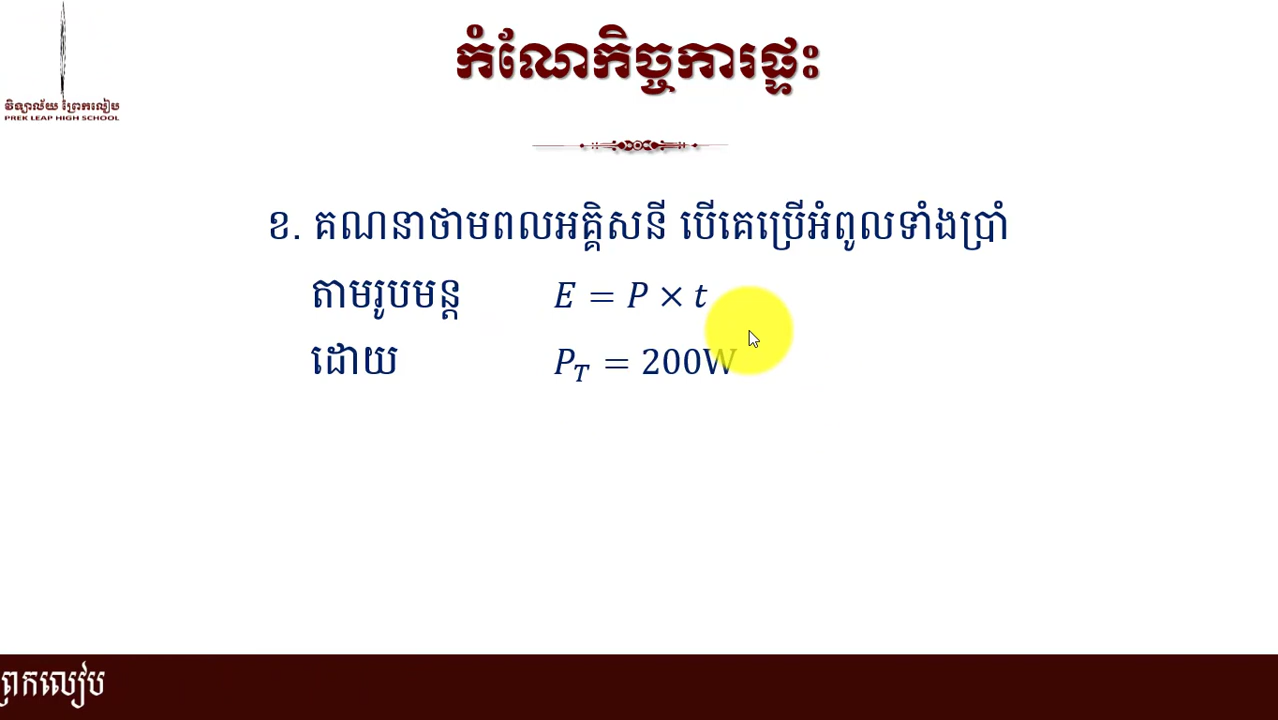 កំណែកិច្ចការផ្ទះ
វិទ្យាល័យ ព្រែកលៀប
PREK LEAP HIGH SCHOOL
ខ. គណនាថាមពលអគ្គិសនី បើគេប្រើអំពូលទាំងប្រាំ
តាមរូបមន្ត E = P × t
ដោយ P_T = 200W
ព្រែកលៀប